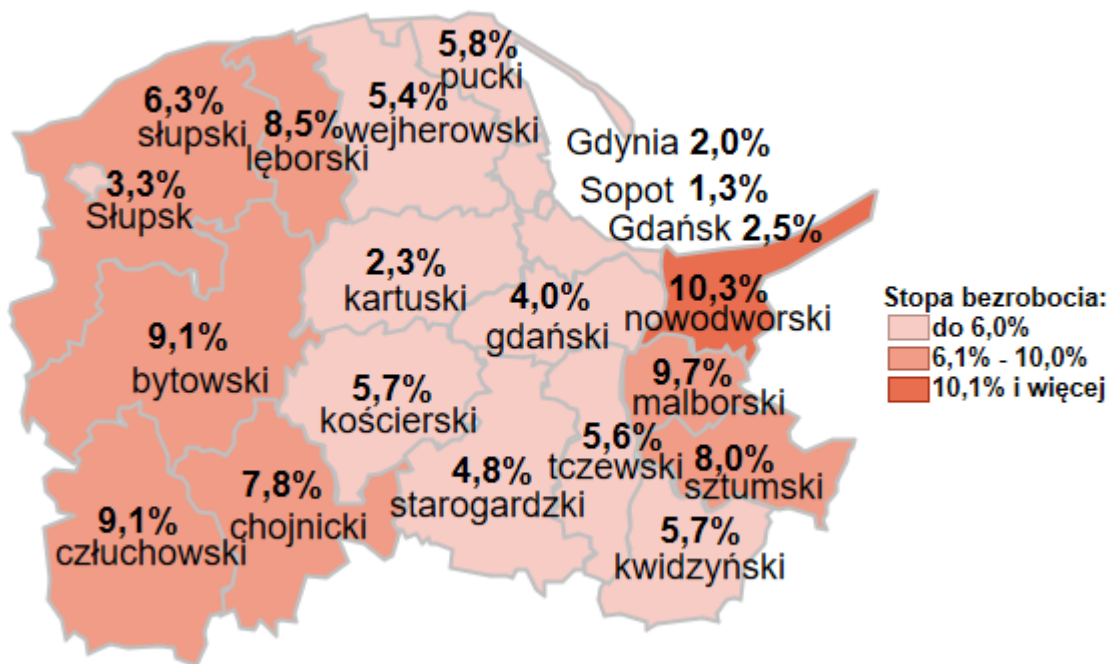 5,8%
pucki
6,3%
słupski
8,5%
lęborski
5,4%
wejherowski
Gdynia 2,0%
Sopot 1,3%
Gdańsk 2,5%
3,3%
Słupsk
2,3%
kartuski
4,0%
gdański
10,3%
nowodworski
9,1%
bytowski
5,7%
kościerski
9,7%
malborski
4,8%
starogardzki
5,6%
tczewski
8,0%
sztumski
7,8%
chojnicki
9,1%
człuchowski
5,7%
kwidzyński
Stopa bezrobocia:
do 6,0%
6,1% - 10,0%
10,1% i więcej